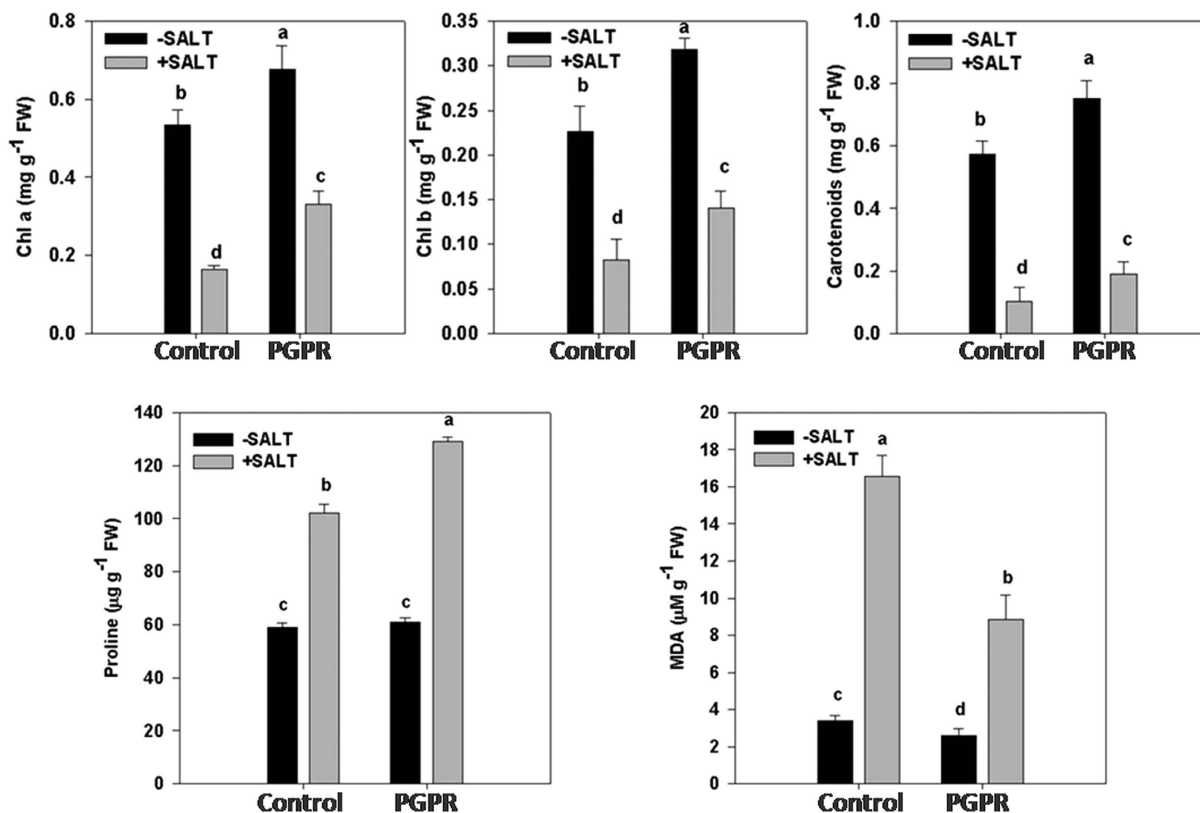 Chl a (mg g-1 FW)
0.8
0.6
0.4
0.2
0.0
-SALT
+SALT
b
d
a
c
Control PGPR
Chl b (mg g-1 FW)
0.35
0.30
0.25
0.20
0.15
0.10
0.05
0.00
-SALT
+SALT
b
d
a
c
Control PGPR
Carotenoids (mg g-1 FW)
1.0
0.8
0.6
0.4
0.2
0.0
-SALT
+SALT
b
d
a
c
Control PGPR
Proline (µg g-1 FW)
140
120
100
80
60
40
20
0
-SALT
+SALT
c
b
c
a
Control PGPR
MDA (µM g-1 FW)
20
18
16
14
12
10
8
6
4
2
0
-SALT
+SALT
c
a
d
b
Control PGPR